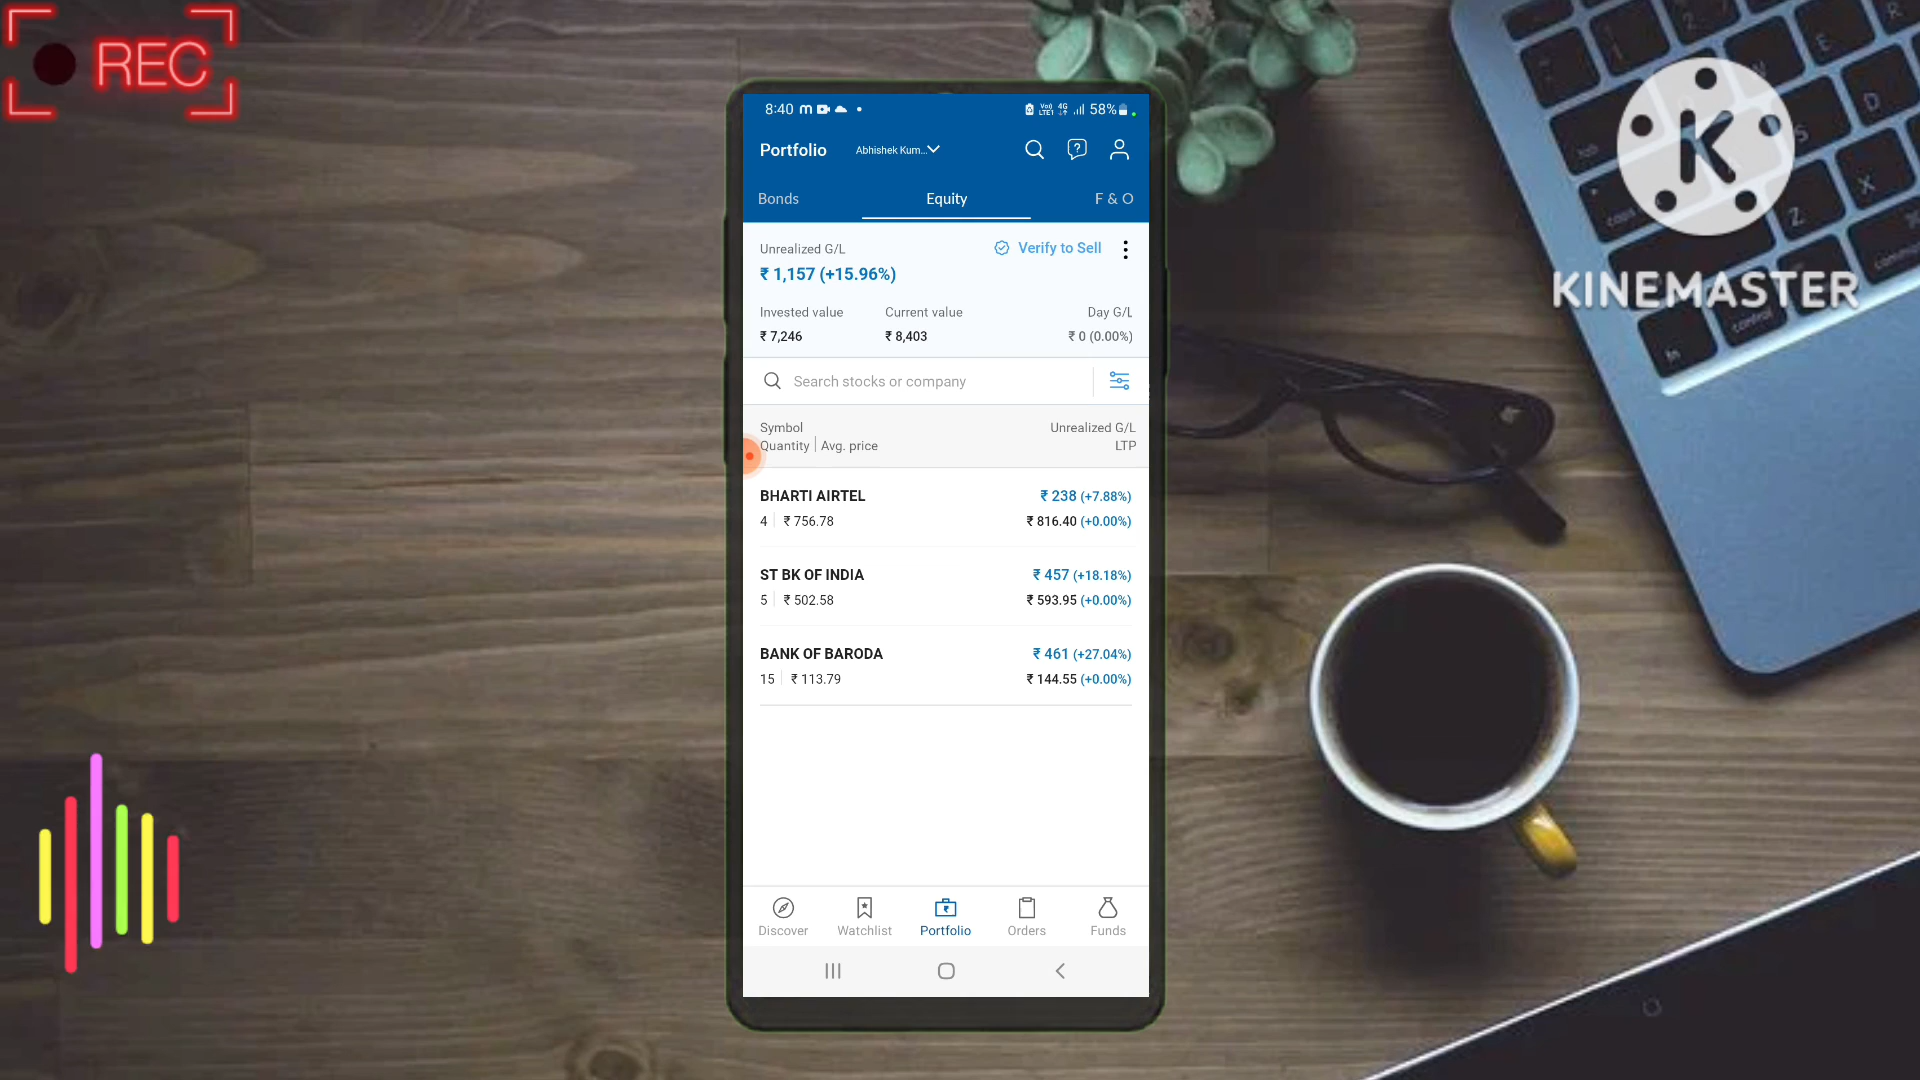 REC
8:40
58%
Portfolio
Abhishek Kum...
Bonds
Equity
F & O
Unrealized G/L
Verify to Sell
₹ 1,157 (+15.96%)
Invested value
Current value
Day G/L
₹ 7,246
₹ 8,403
₹ 0 (0.00%)
Search stocks or company
Symbol
Unrealized G/L
Quantity | Avg. price
LTP
BHARTI AIRTEL
₹ 238 (+7.88%)
4 | ₹ 756.78
₹ 816.40 (+0.00%)
ST BK OF INDIA
₹ 457 (+18.18%)
5 | ₹ 502.58
₹ 593.95 (+0.00%)
BANK OF BARODA
₹ 461 (+27.04%)
15 | ₹ 113.79
₹ 144.55 (+0.00%)
Discover
Watchlist
Portfolio
Orders
Funds
K
KINEMASTER